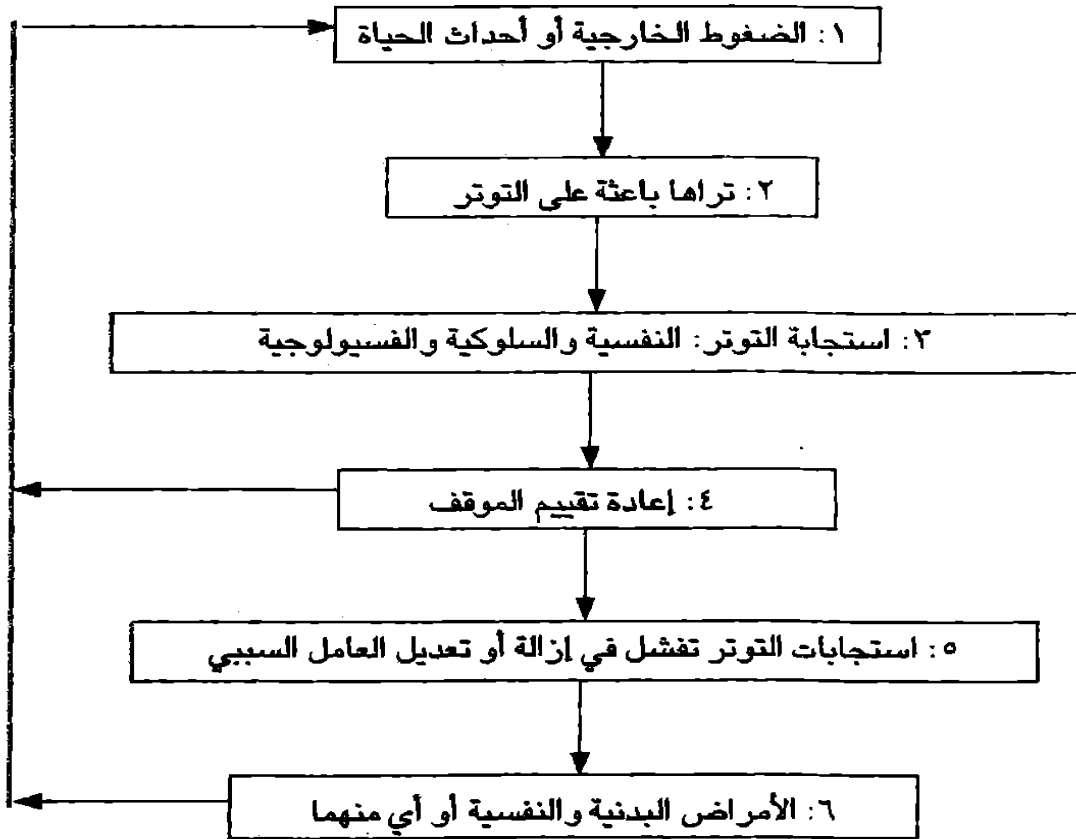 ١: الضغوط الخارجية أو أحداث الحياة
٢: تراها باعثة على التوتر
٣: استجابة التوتر: النفسية والسلوكية والفسيولوجية
٤: إعادة تقييم الموقف
٥: استجابات التوتر تفشل في إزالة أو تعديل العامل السببي
٦: الأمراض البدنية والنفسية أو أي منهما